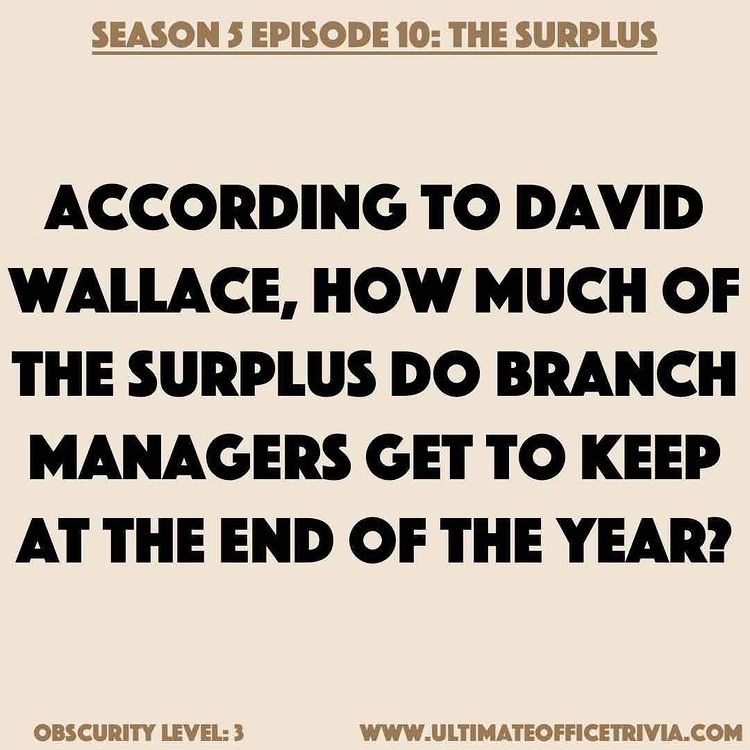 SEASON 5 EPISODE 10: THE SURPLUS
ACCORDING TO DAVID
WALLACE, HOW MUCH OF
THE SURPLUS DO BRANCH
MANAGERS GET TO KEEP
AT THE END OF THE YEAR?
OBSCURITY LEVEL: 3
WWW.ULTIMATEOFFICETRIVIA.COM